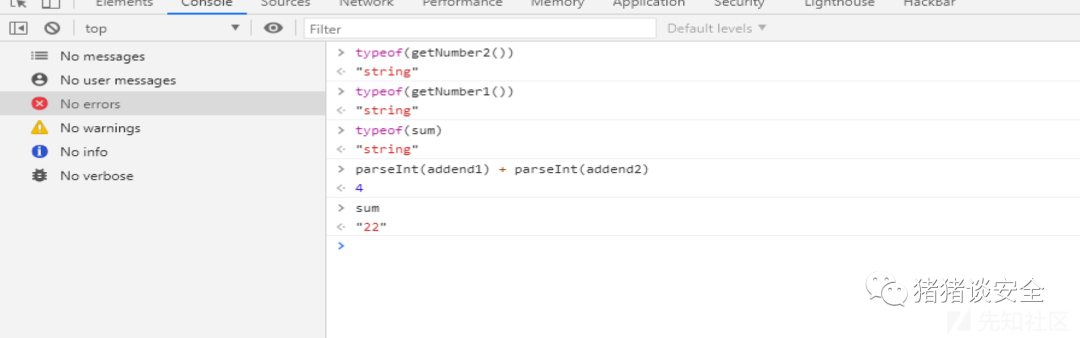 Elements Console Sources Network Performance Memory Application Security Lighthouse HackBar
top Filter Default levels ▼
No messages
No user messages
No errors
No warnings
No info
No verbose
> typeof(getNumber2())
"string"
> typeof(getNumber1())
"string"
> typeof(sum)
"string"
> parseInt(addend1) + parseInt(addend2)
4
> sum
"22"
>
猪猪谈安全
先知社区